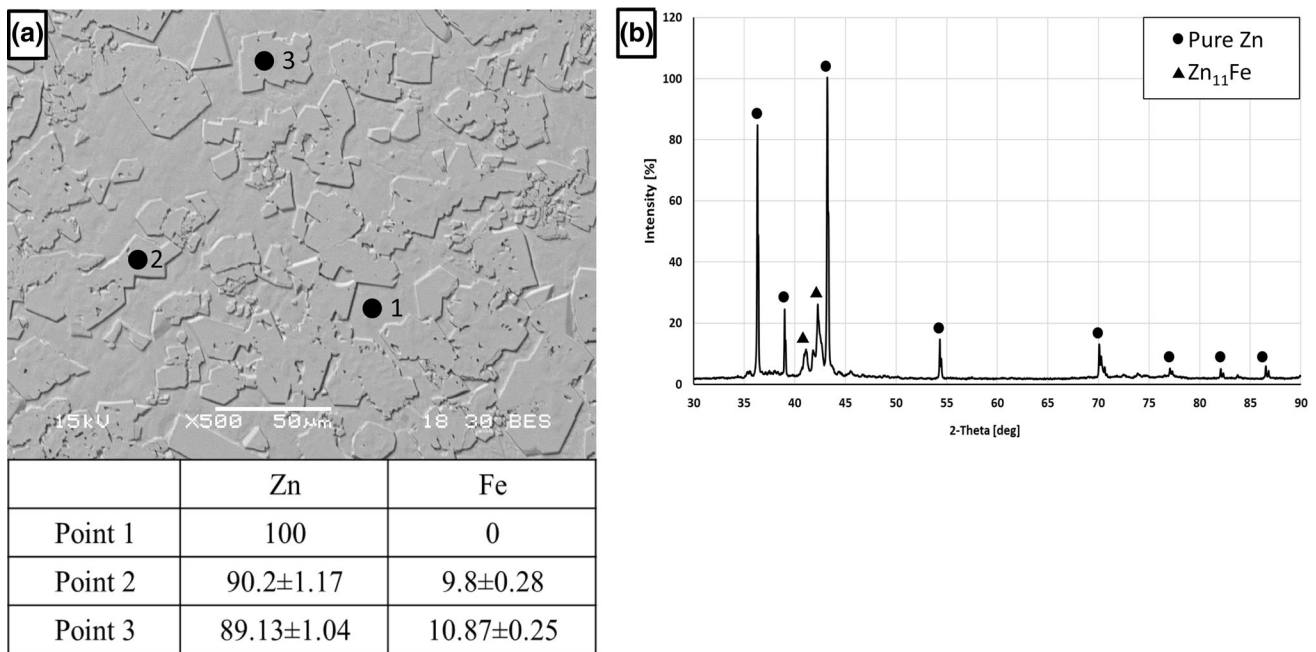 (a)
3
2
1
15kV X500 50μm 18 30 BES
Zn Fe
Point 1 100 0
Point 2 90.2±1.17 9.8±0.28
Point 3 89.13±1.04 10.87±0.25
(b)
Pure Zn
Zn₁₁Fe
Intensity [%]
120
100
80
60
40
20
0
30 35 40 45 50 55 60 65 70 75 80 85 90
2-Theta [deg]